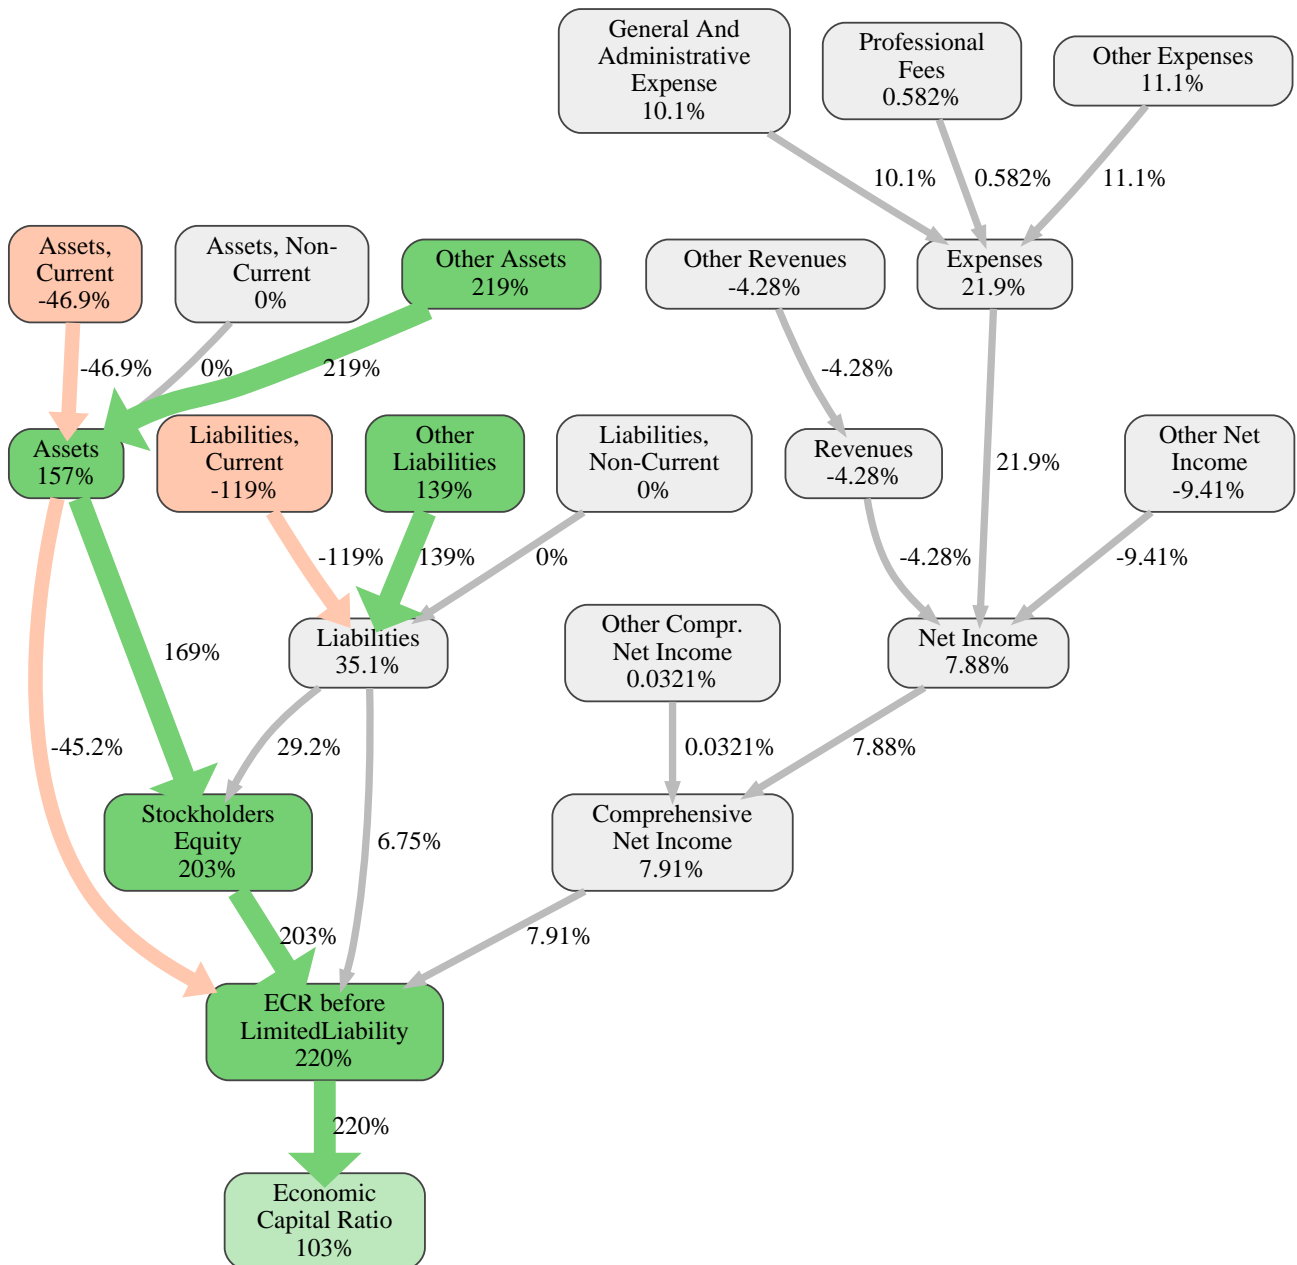 General And
Administrative
Expense
10.1%
Professional
Fees
0.582%
Other Expenses
11.1%
10.1%
0.582%
11.1%
Assets,
Current
-46.9%
Assets, Non-
Current
0%
Other Assets
219%
Other Revenues
-4.28%
Expenses
21.9%
-46.9%
0%
219%
-4.28%
Assets
157%
Liabilities,
Current
-119%
Other
Liabilities
139%
Liabilities,
Non-Current
0%
Revenues
-4.28%
21.9%
Other Net
Income
-9.41%
-119%
139%
0%
-4.28%
-9.41%
169%
Liabilities
35.1%
Other Compr.
Net Income
0.0321%
Net Income
7.88%
-45.2%
29.2%
0.0321%
7.88%
Stockholders
Equity
203%
6.75%
Comprehensive
Net Income
7.91%
203%
7.91%
ECR before
LimitedLiability
220%
220%
Economic
Capital Ratio
103%